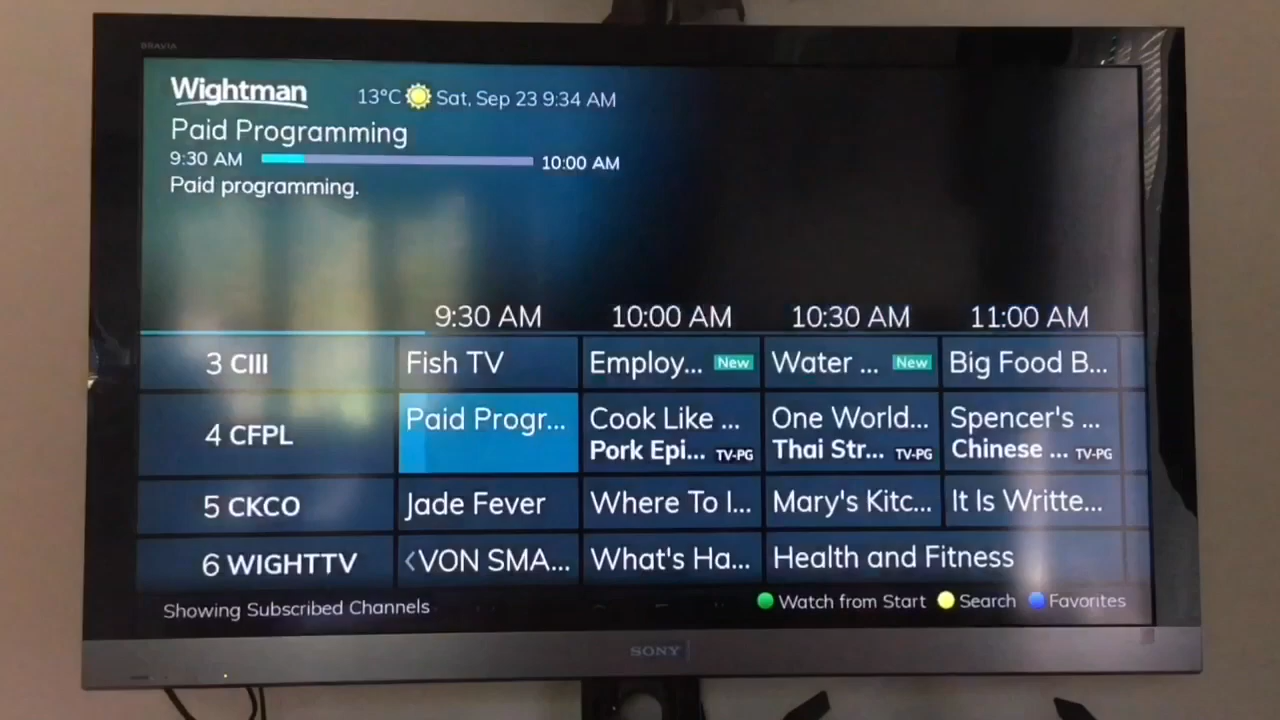 BRAVIA
Wightman 13°C Sat, Sep 23 9:34 AM
Paid Programming
9:30 AM 10:00 AM
Paid programming.
9:30 AM 10:00 AM 10:30 AM 11:00 AM
3 CIII Fish TV Employ... New Water ... New Big Food B...
4 CFPL Paid Progr... Cook Like ... One World... Spencer's ...
Pork Epi... TV-PG Thai Str... TV-PG Chinese ... TV-PG
5 CKCO Jade Fever Where To I... Mary's Kitc... It Is Writte...
6 WIGHTTV <VON SMA... What's Ha... Health and Fitness
Showing Subscribed Channels Watch from Start Search Favorites
SONY